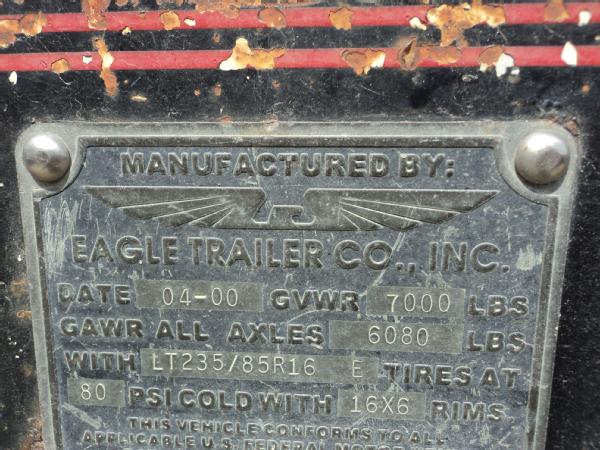 MANUFACTURED BY:
EAGLE TRAILER CO., INC.
DATE 04-00 GVWR 7000 LBS
GAWR ALL AXLES 6080 LBS
WITH LT235/85R16 E TIRES AT
80 PSI COLD WITH 16X6 RIMS
THIS VEHICLE CONFORMS TO ALL
APPLICABLE U.S. FEDERAL MOTOR